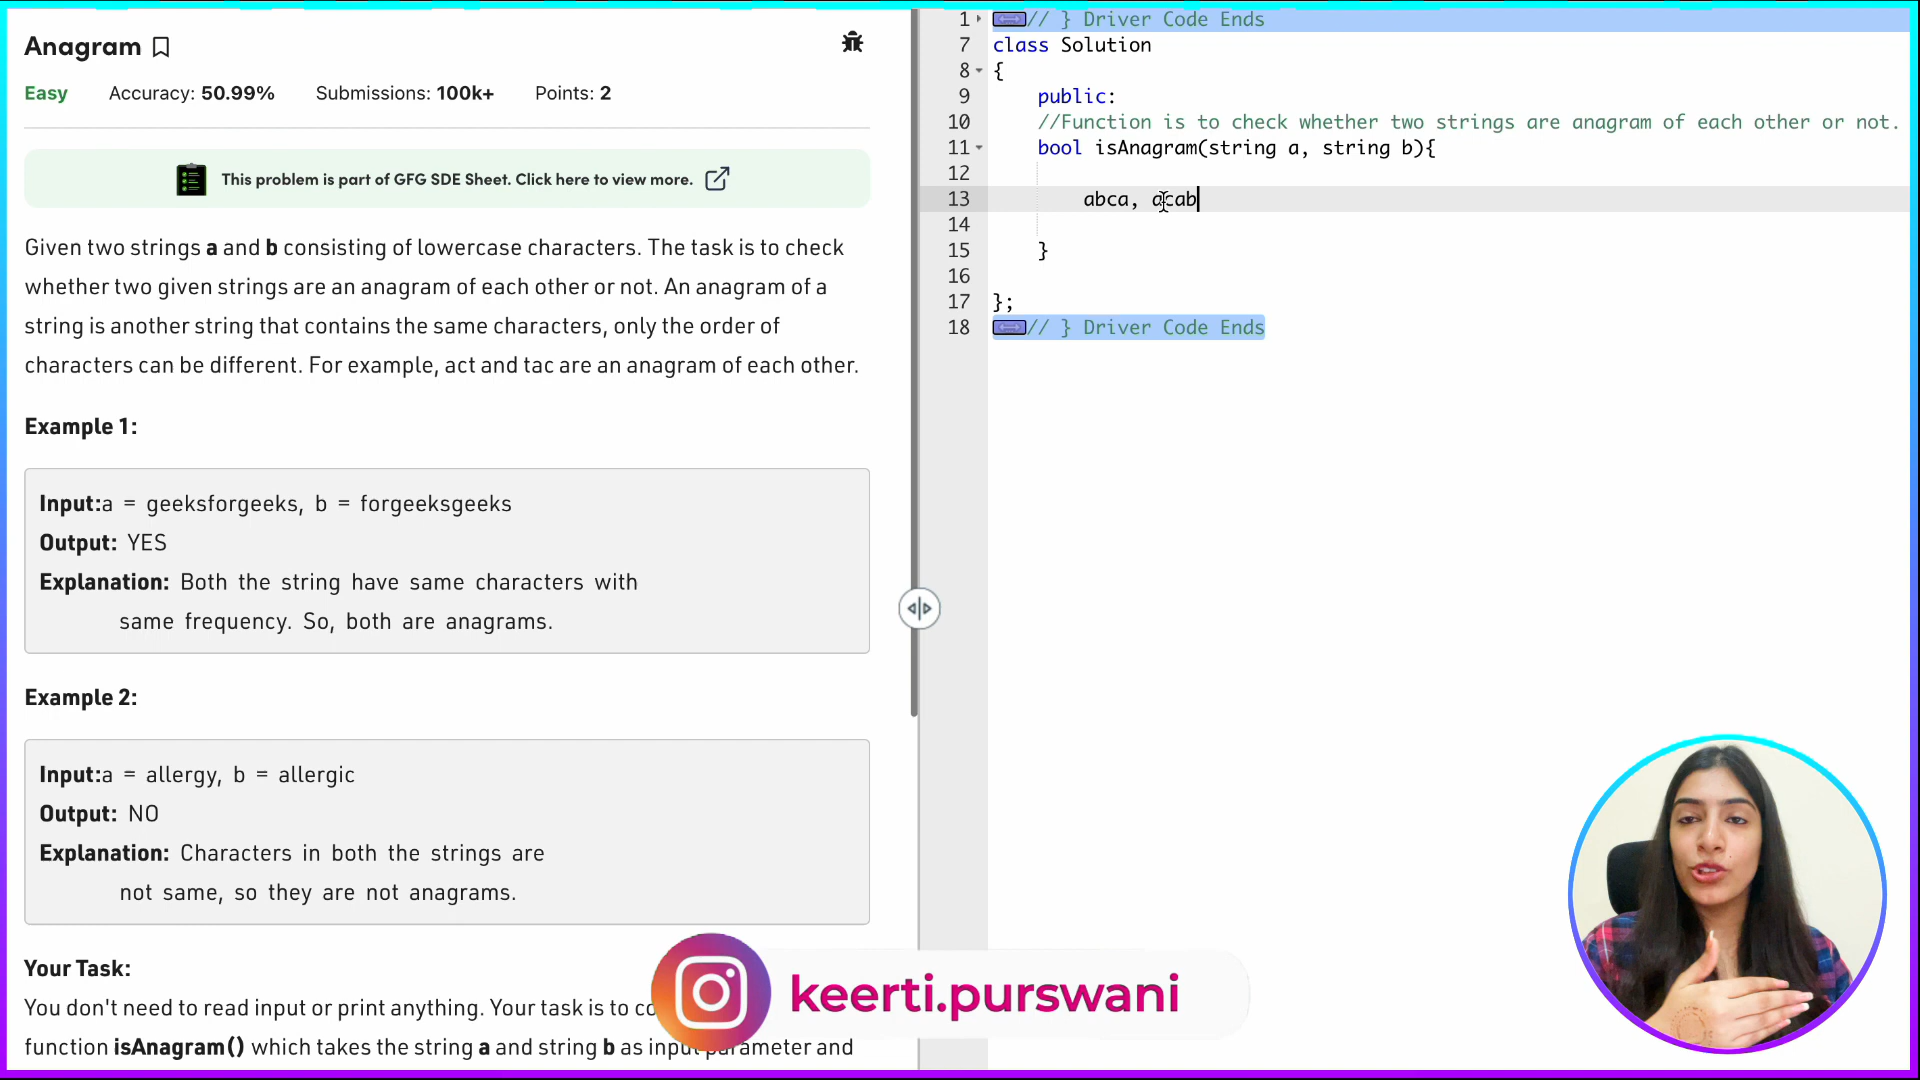 Anagram
Easy Accuracy: 50.99% Submissions: 100k+ Points: 2
This problem is part of GFG SDE Sheet. Click here to view more.
Given two strings a and b consisting of lowercase characters. The task is to check
whether two given strings are an anagram of each other or not. An anagram of a
string is another string that contains the same characters, only the order of
characters can be different. For example, act and tac are an anagram of each other.
Example 1:
Input:a = geeksforgeeks, b = forgeeksgeeks
Output: YES
Explanation: Both the string have same characters with
same frequency. So, both are anagrams.
Example 2:
Input:a = allergy, b = allergic
Output: NO
Explanation: Characters in both the strings are
not same, so they are not anagrams.
Your Task:
You don't need to read input or print anything. Your task is to co
function isAnagram() which takes the string a and string b as input parameter and
1 // } Driver Code Ends
7 class Solution
8 {
9 public:
10 //Function is to check whether two strings are anagram of each other or not.
11 bool isAnagram(string a, string b){
12
13 abca, acab
14
15 }
16
17 };
18 // } Driver Code Ends
keerti.purswani